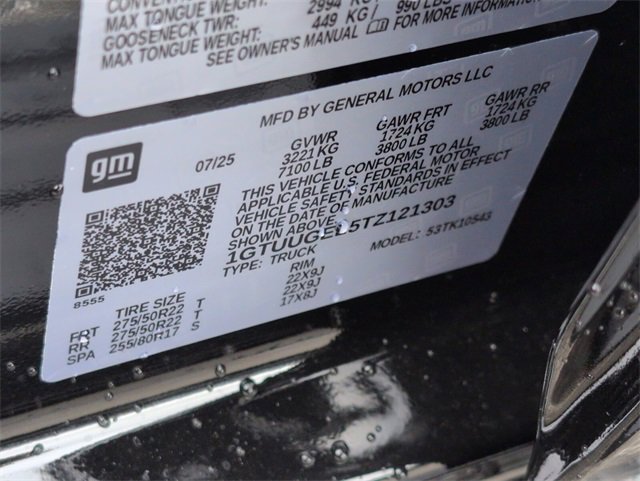 MAX TONGUE WEIGHT: 2994 KG/
GOOSENECK TWR: 449 KG/ 990 LBS
MAX TONGUE WEIGHT:
SEE OWNER'S MANUAL FOR MORE INFORMATION
MFD BY GENERAL MOTORS LLC
gm
07/25
GVWR GAWR FRT GAWR RR
3221 KG 1724 KG 1724 KG
7100 LB 3800 LB 3800 LB
THIS VEHICLE CONFORMS TO ALL
APPLICABLE U.S. FEDERAL MOTOR
VEHICLE SAFETY STANDARDS IN EFFECT
ON THE DATE OF MANUFACTURE
SHOWN ABOVE.
1GTUUGEL5TZ121303
TYPE: TRUCK MODEL: 53TK10543
8555
TIRE SIZE RIM
FRT 275/50R22 T 22X9J
RR 275/50R22 T 22X9J
SPA 255/80R17 S 17X8J